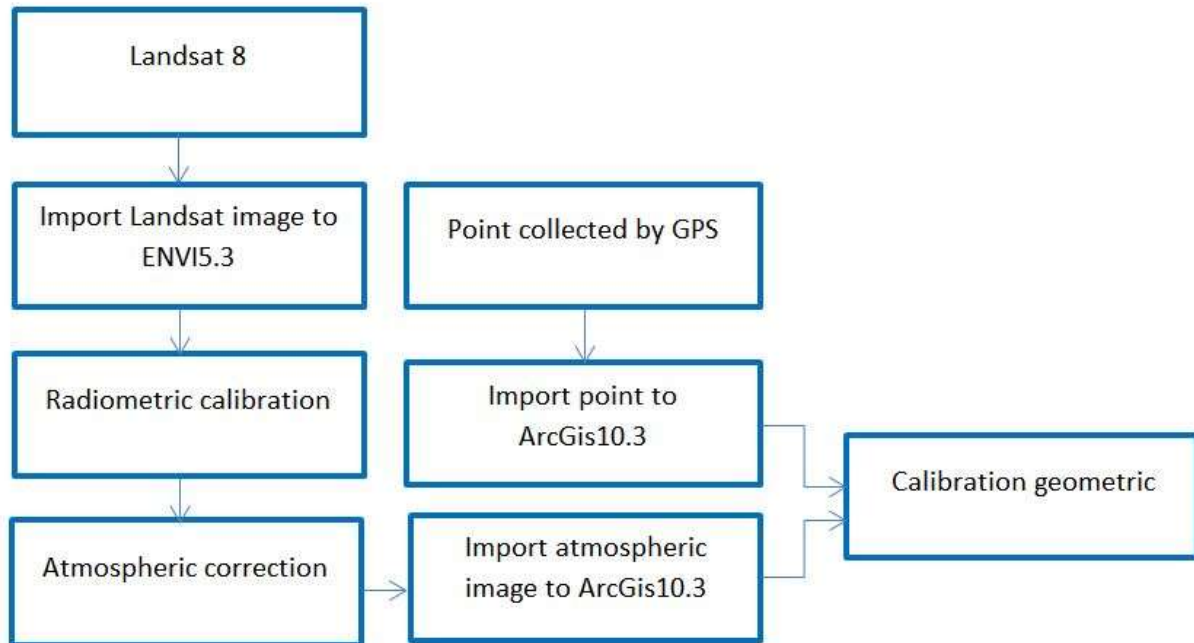 Landsat 8
Import Landsat image to
ENVI5.3
Point collected by GPS
Radiometric calibration
Import point to
ArcGis10.3
Calibration geometric
Atmospheric correction
Import atmospheric
image to ArcGis10.3